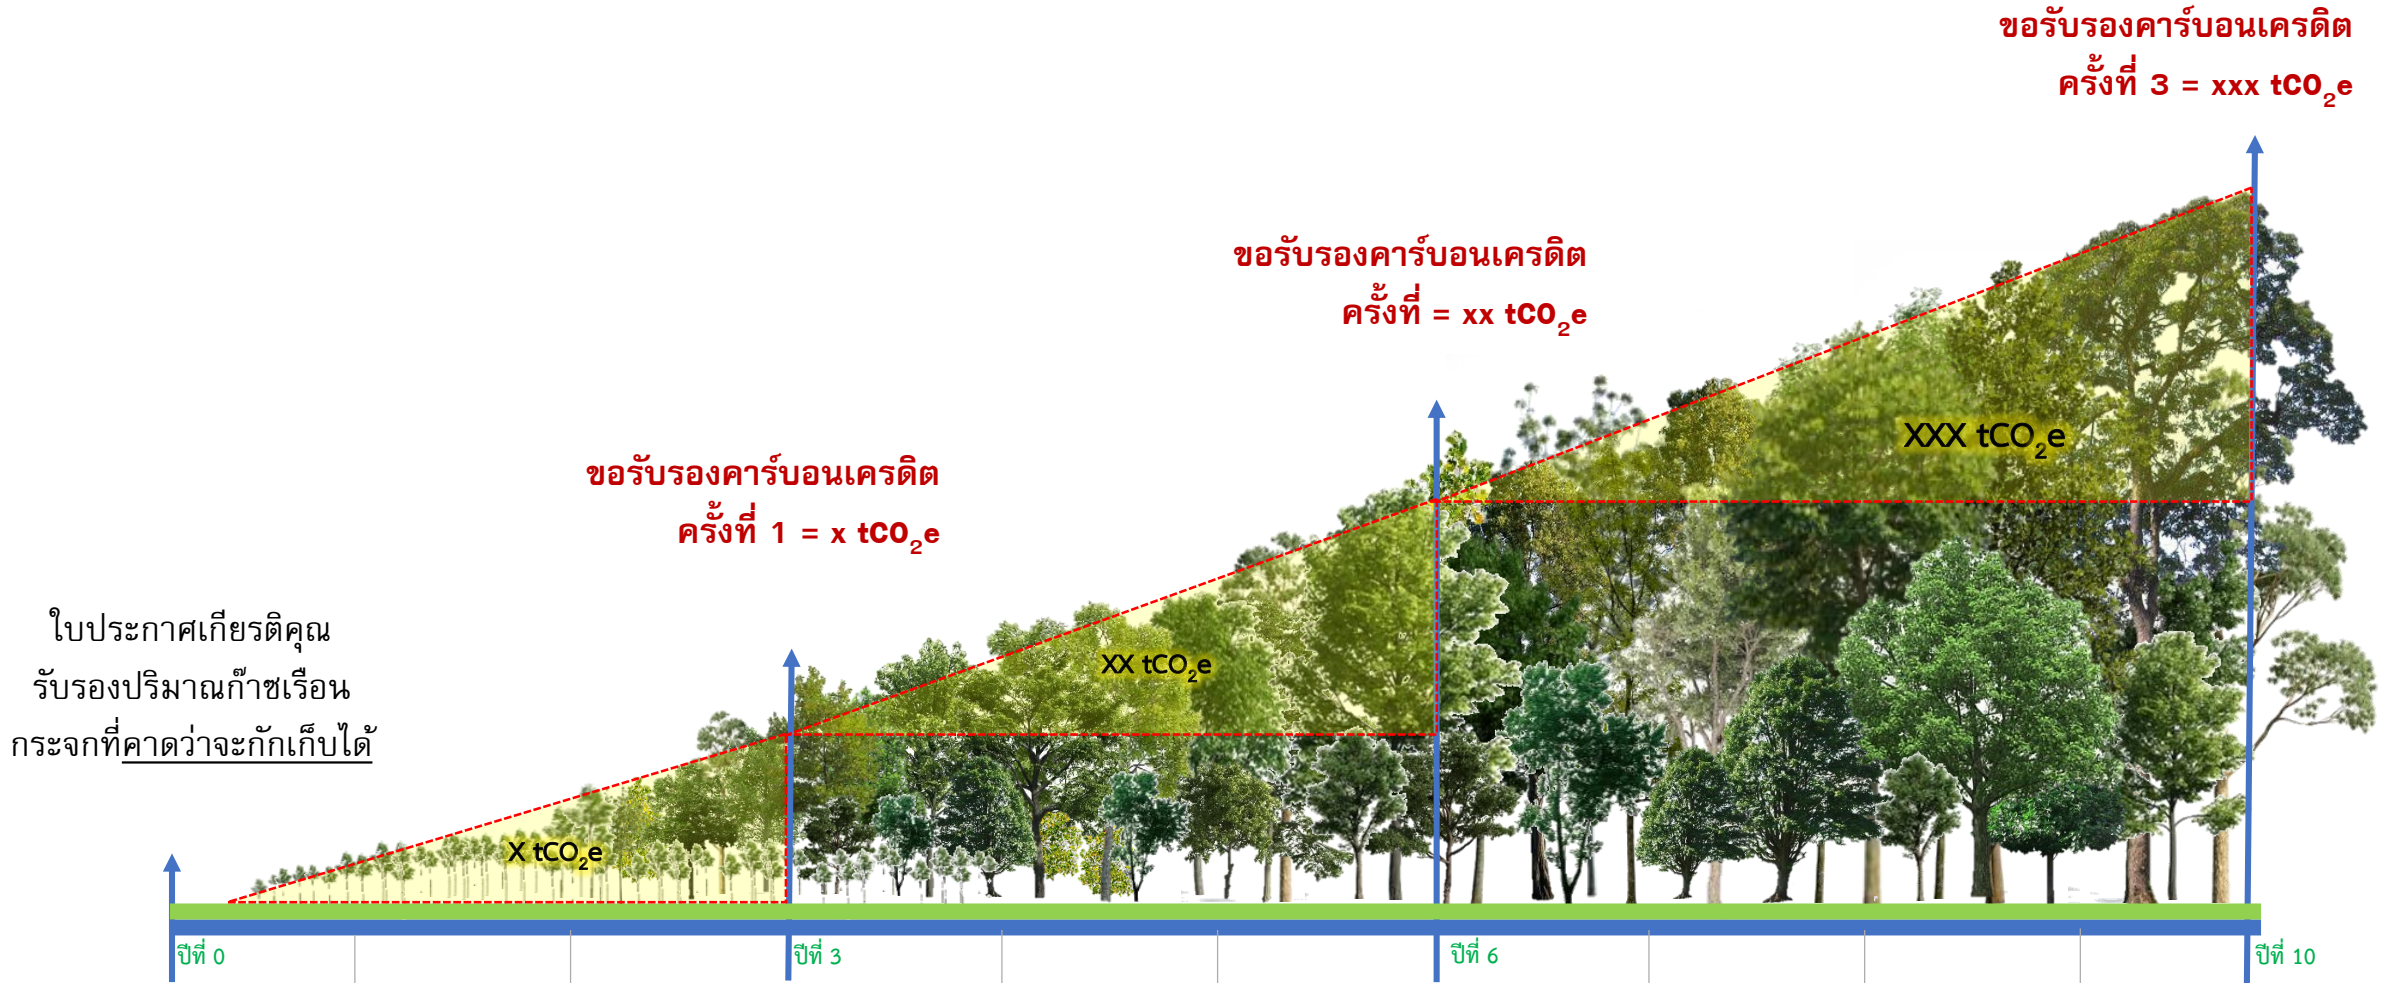 ขอรับรองคาร์บอนเครดิต
ครั้งที่ 3 = xxx tCO₂e
ขอรับรองคาร์บอนเครดิต
ครั้งที่ = xx tCO₂e
ขอรับรองคาร์บอนเครดิต
ครั้งที่ 1 = x tCO₂e
ใบประกาศเกียรติคุณ
รับรองปริมาณก๊าซเรือน
กระจกที่คาดว่าจะกักเก็บได้
XXX tCO₂e
XX tCO₂e
X tCO₂e
ปีที่ 0
ปีที่ 3
ปีที่ 6
ปีที่ 10